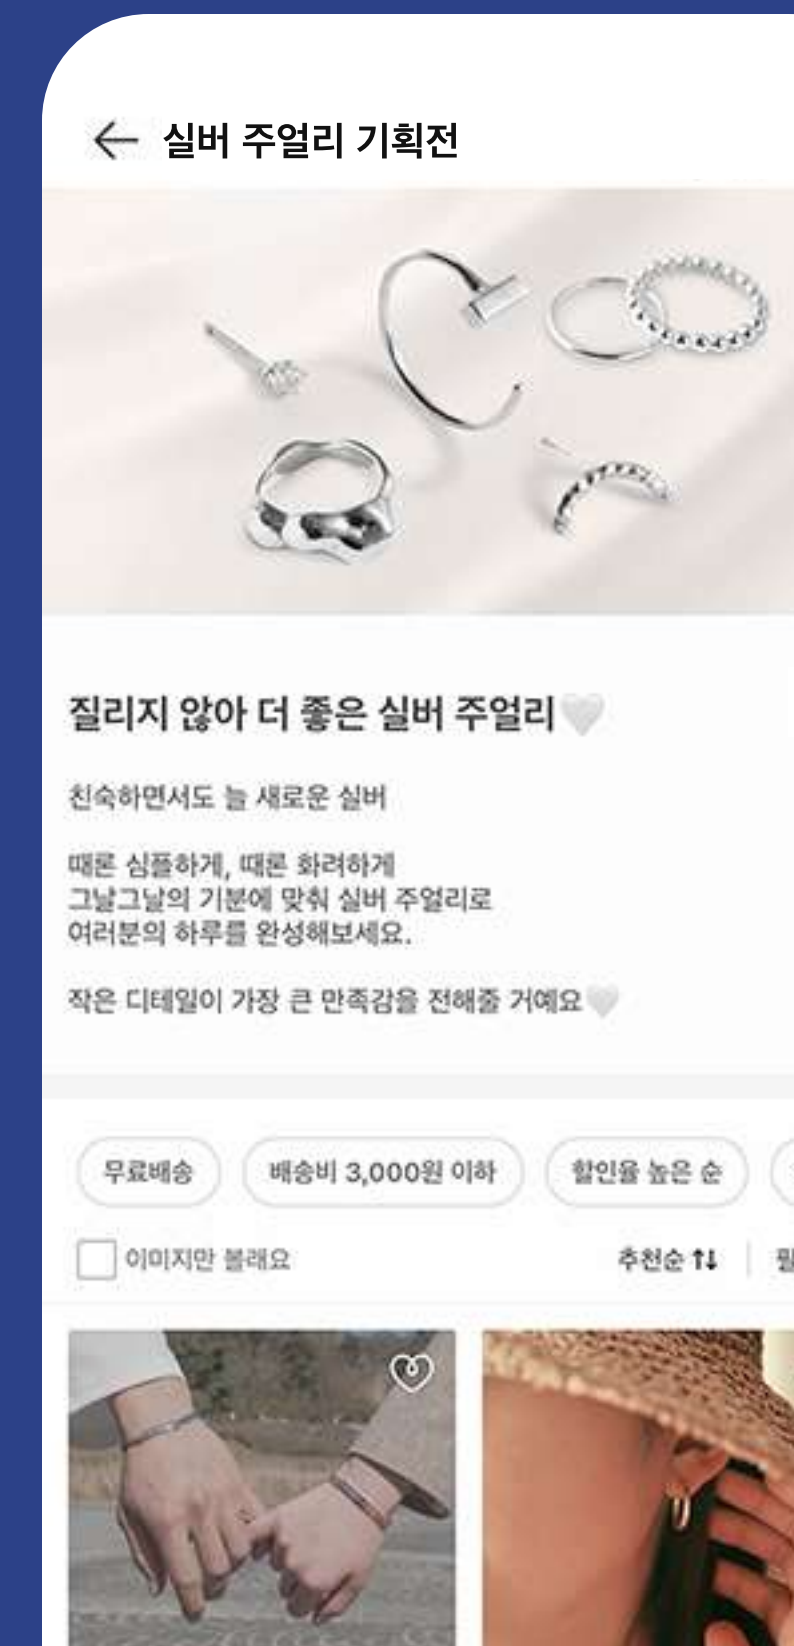 실버 주얼리 기획전
질리지 않아 더 좋은 실버 주얼리🤍
친숙하면서도 늘 새로운 실버
때론 심플하게, 때론 화려하게
그날그날의 기분에 맞춰 실버 주얼리로
여러분의 하루를 완성해보세요.
작은 디테일이 가장 큰 만족감을 전해줄 거예요🤍
무료배송 배송비 3,000원 이하 할인율 높은 순
이미지만 볼래요 추천순